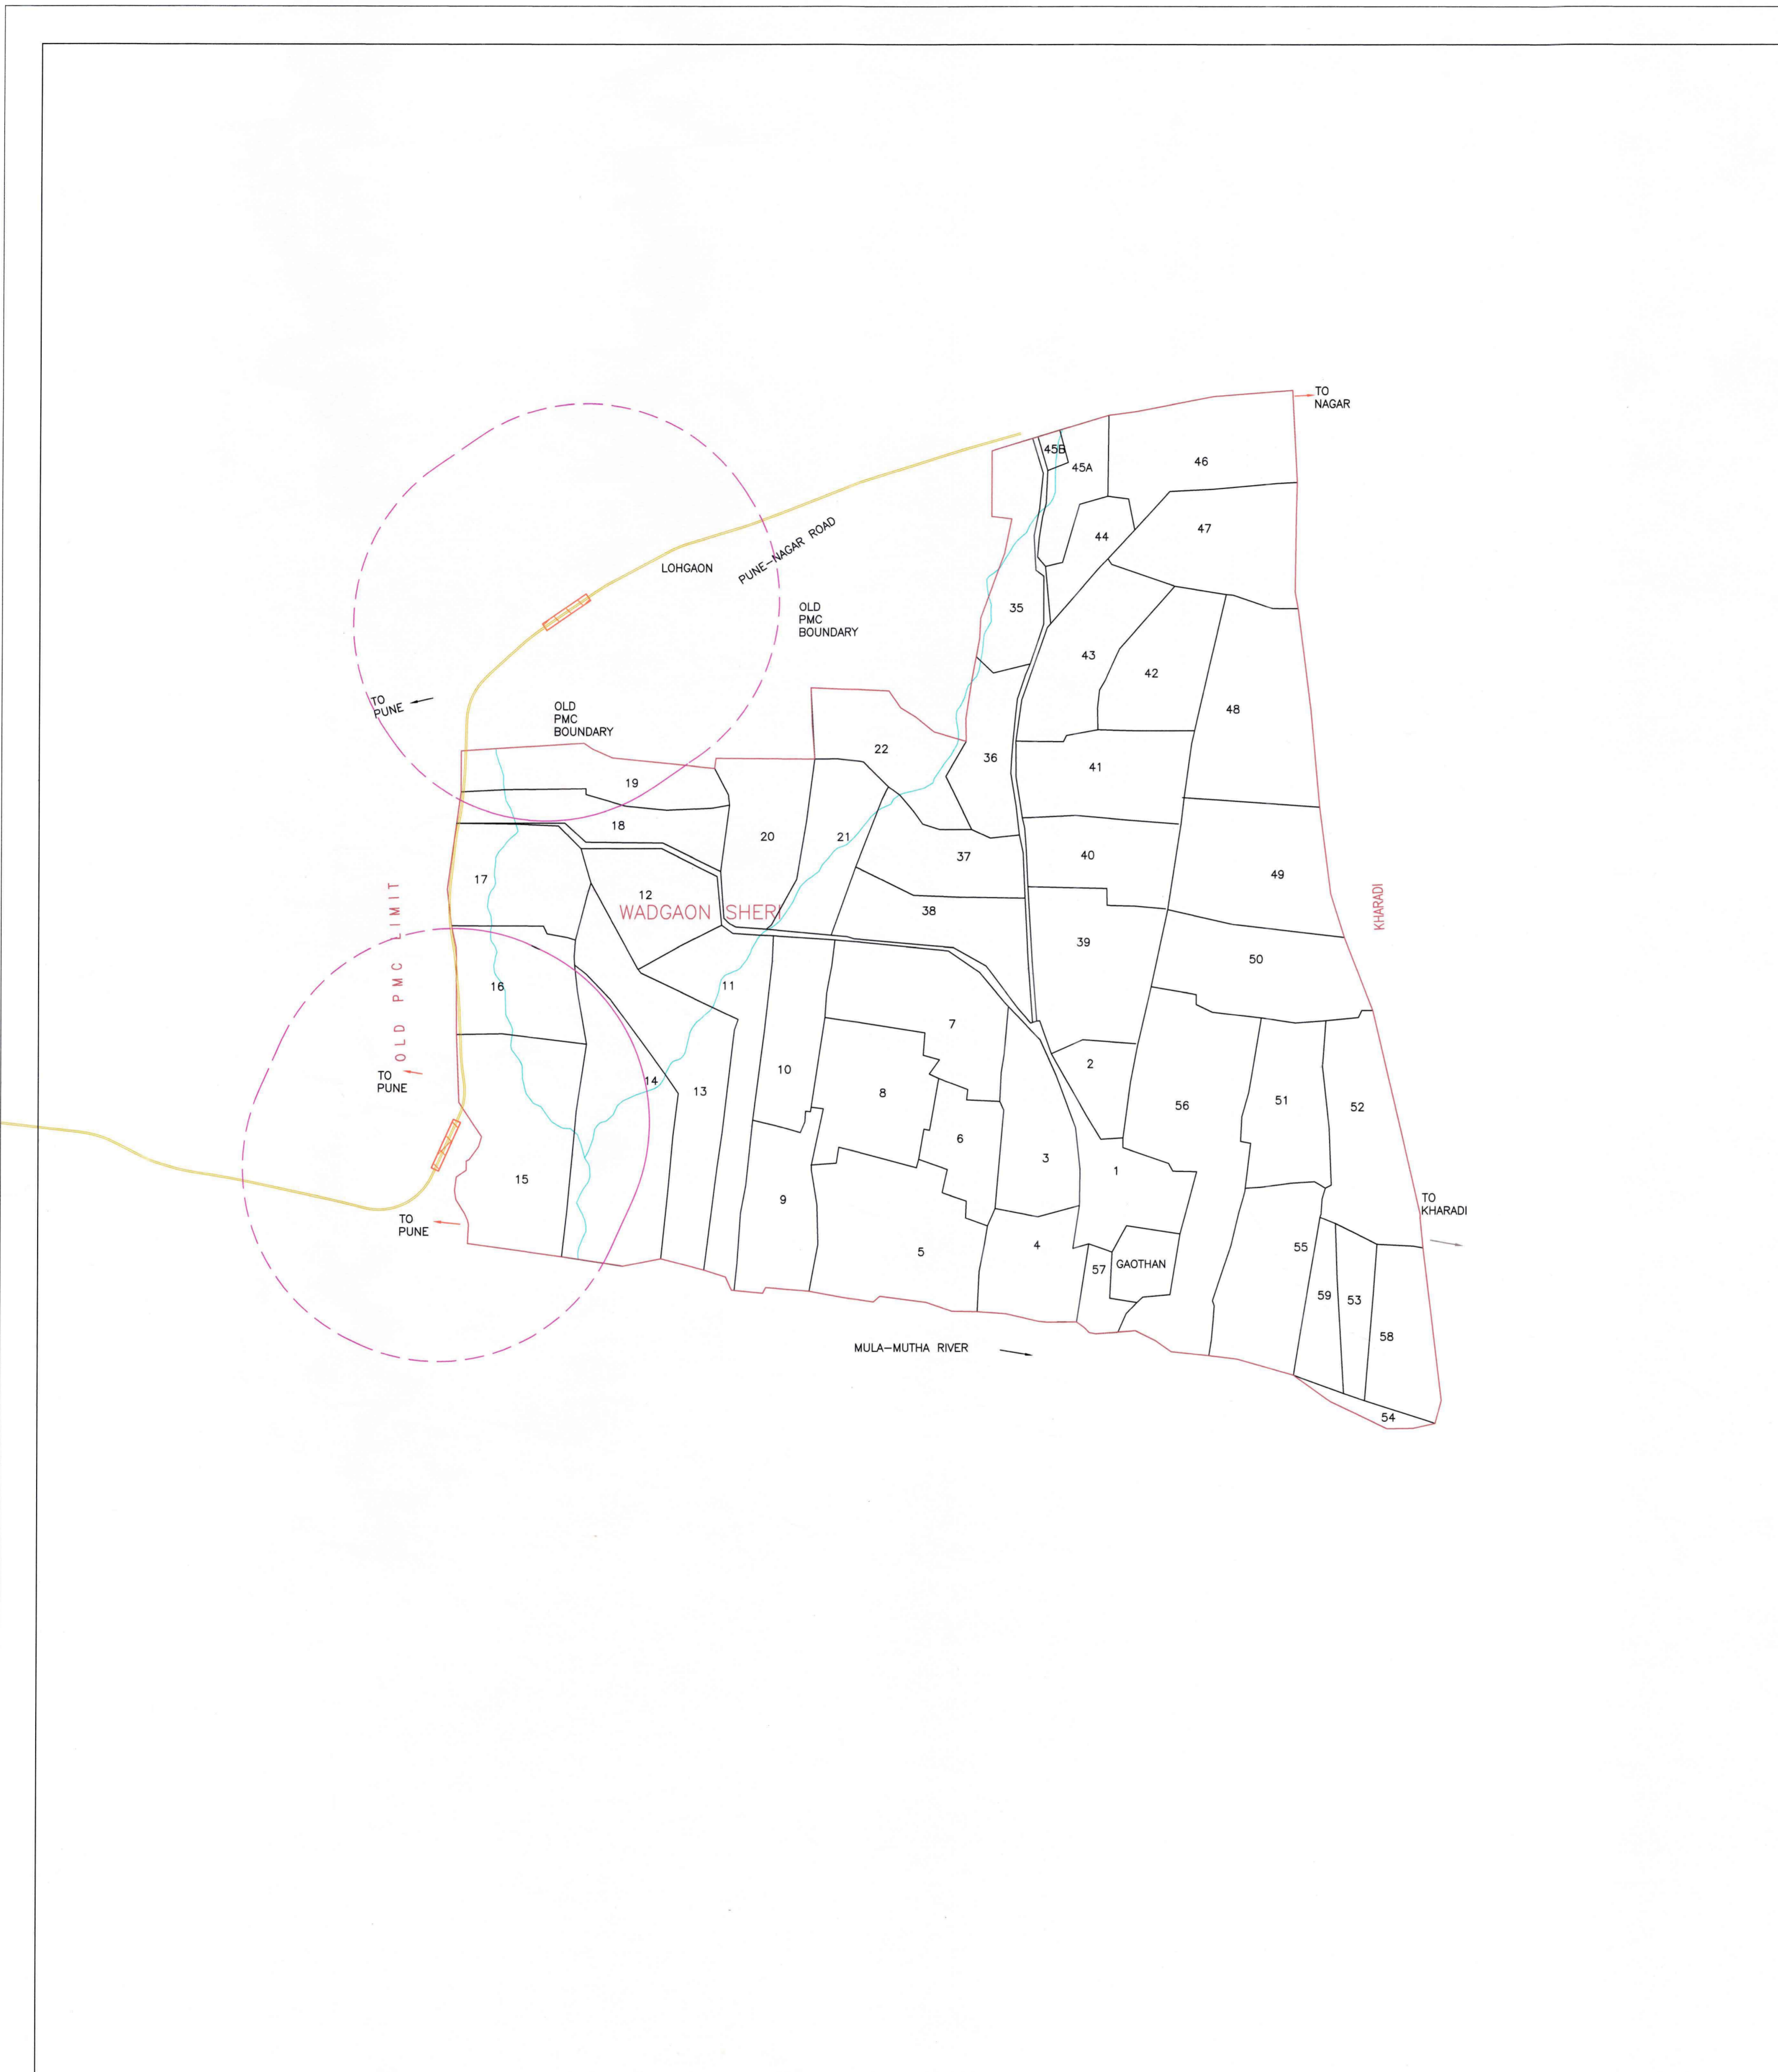 TO
NAGAR
45B
45A
46
47
44
PUNE-NAGAR ROAD
LOHGAON
OLD
PMC
BOUNDARY
35
43
42
48
TO
PUNE
OLD
PMC
BOUNDARY
22
36
41
19
18
20
21
37
40
49
17
12
WADGAON SHERI
38
KHARADI
39
50
OLD PMC LIMIT
16
11
7
2
TO
PUNE
14
13
10
8
56
51
52
6
3
1
15
9
TO
PUNE
5
4
57
GAOTHAN
55
TO
KHARADI
59
53
58
MULA-MUTHA RIVER
54